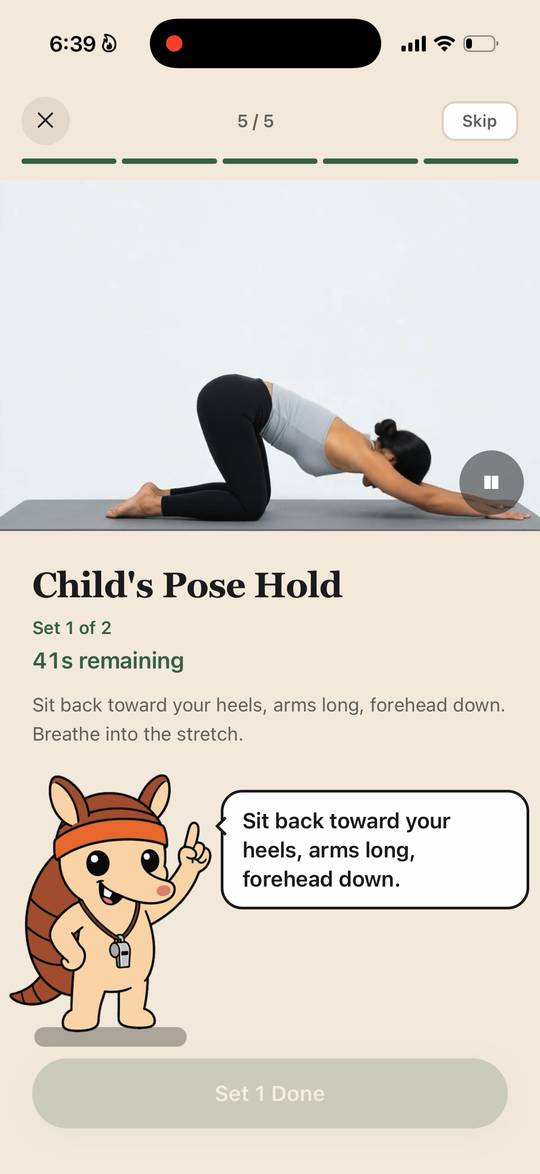 6:39
5 / 5
Skip
Child's Pose Hold
Set 1 of 2
41s remaining
Sit back toward your heels, arms long, forehead down.
Breathe into the stretch.
Sit back toward your
heels, arms long,
forehead down.
Set 1 Done